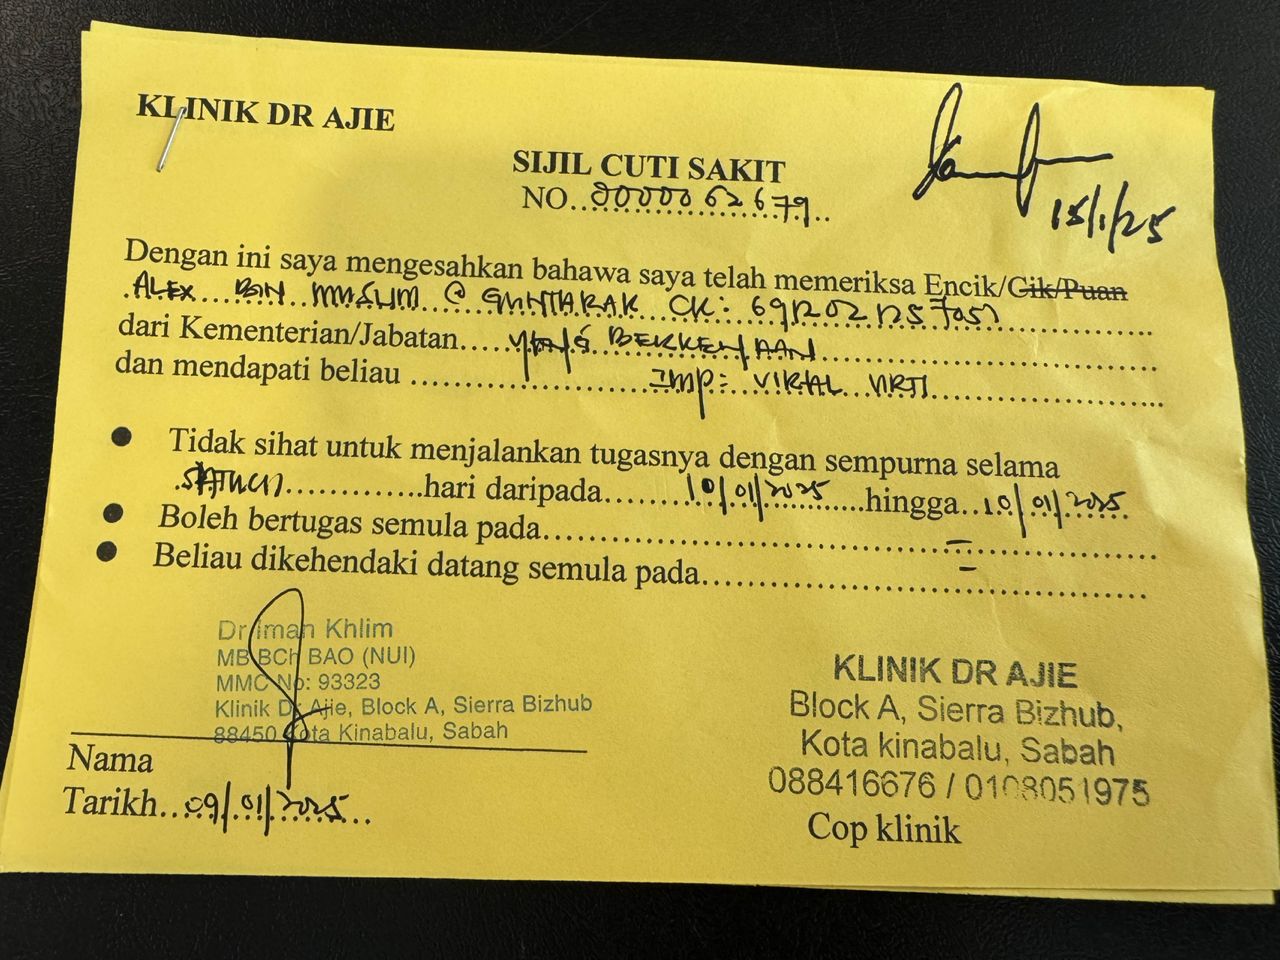 KLINIK DR AJIE
SIJIL CUTI SAKIT
NO..0000062679..
15/1/25
Dengan ini saya mengesahkan bahawa saya telah memeriksa Encik/Cik/Puan
ALEX BIN MUSLIM @ GUNTARAK CK: 691202125705
dari Kementerian/Jabatan.... YANG BERKENAAN
dan mendapati beliau ........ IMP: VIRAL URTI
● Tidak sihat untuk menjalankan tugasnya dengan sempurna selama
SATU (1) ............hari daripada...... 10/01/2025 ....hingga.. 10/01/2025
● Boleh bertugas semula pada........................
● Beliau dikehendaki datang semula pada........................
Dr Iman Khlim
MB BCh BAO (NUI)
MMC No: 93323
Klinik Dr Ajie, Block A, Sierra Bizhub
88450 Kota Kinabalu, Sabah
Nama
Tarikh... 09/01/2025
KLINIK DR AJIE
Block A, Sierra Bizhub,
Kota kinabalu, Sabah
088416676 / 0108051975
Cop klinik